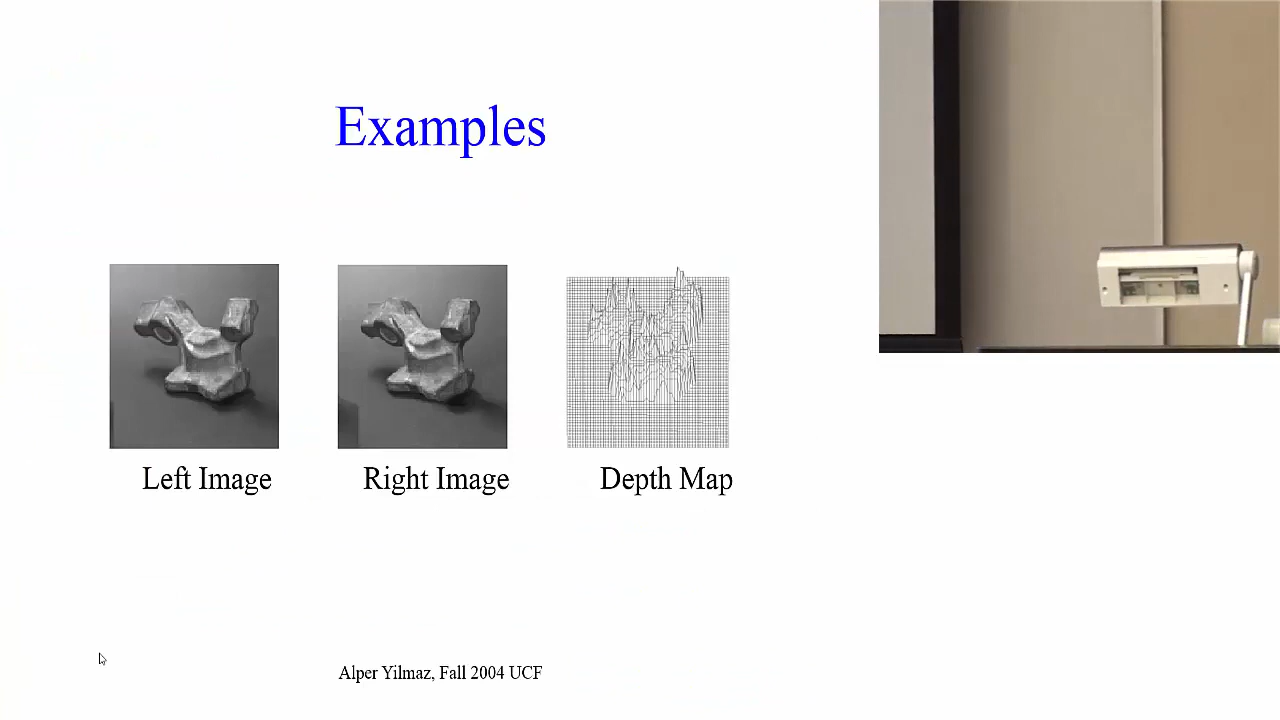 Examples
Left Image
Right Image
Depth Map
Alper Yilmaz, Fall 2004 UCF